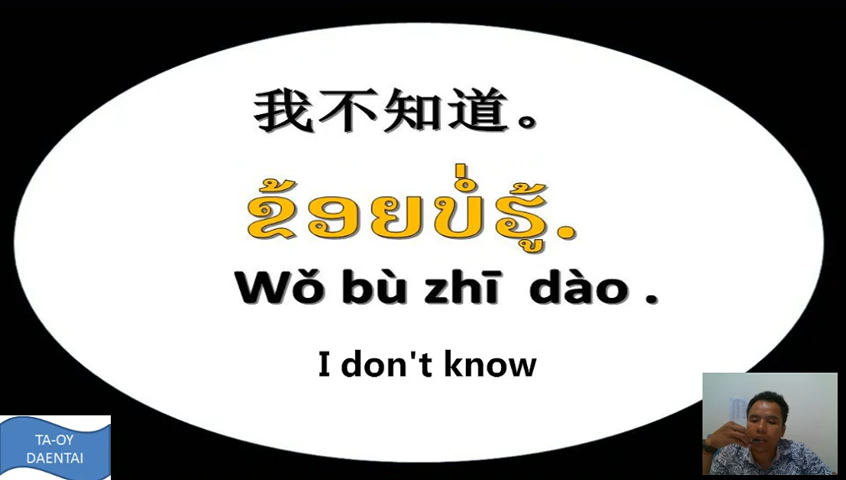 我不知道。
ຂ້ອຍບໍ່ຮູ້.
Wǒ bù zhī dào .
I don't know
TA-OY
DAENTAI